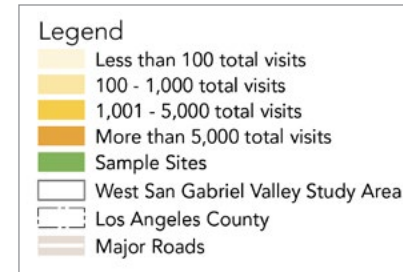 Legend
Less than 100 total visits
100 - 1,000 total visits
1,001 - 5,000 total visits
More than 5,000 total visits
Sample Sites
West San Gabriel Valley Study Area
Los Angeles County
Major Roads